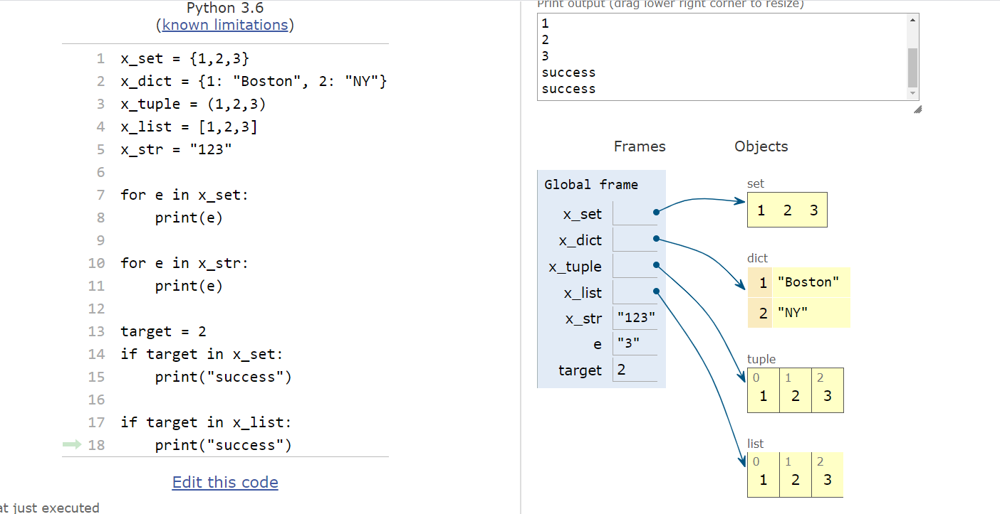 Python 3.6
(known limitations)
1 x_set = {1,2,3}
2 x_dict = {1: "Boston", 2: "NY"}
3 x_tuple = (1,2,3)
4 x_list = [1,2,3]
5 x_str = "123"
6
7 for e in x_set:
8     print(e)
9
10 for e in x_str:
11     print(e)
12
13 target = 2
14 if target in x_set:
15     print("success")
16
17 if target in x_list:
18     print("success")
Edit this code
at just executed
Print output (drag lower right corner to resize)
1
2
3
success
success
Frames
Objects
Global frame
x_set
x_dict
x_tuple
x_list
x_str "123"
e "3"
target 2
set
1 2 3
dict
1 "Boston"
2 "NY"
tuple
0 1 2
1 2 3
list
0 1 2
1 2 3